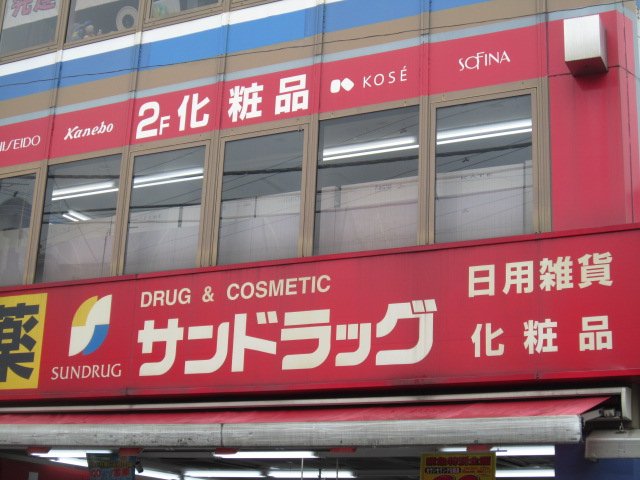 SHISEIDO Kanebo 2F 化粧品 KOSÉ SOFINA
薬
SUNDRUG
DRUG & COSMETIC
サンドラッグ
日用雑貨
化粧品